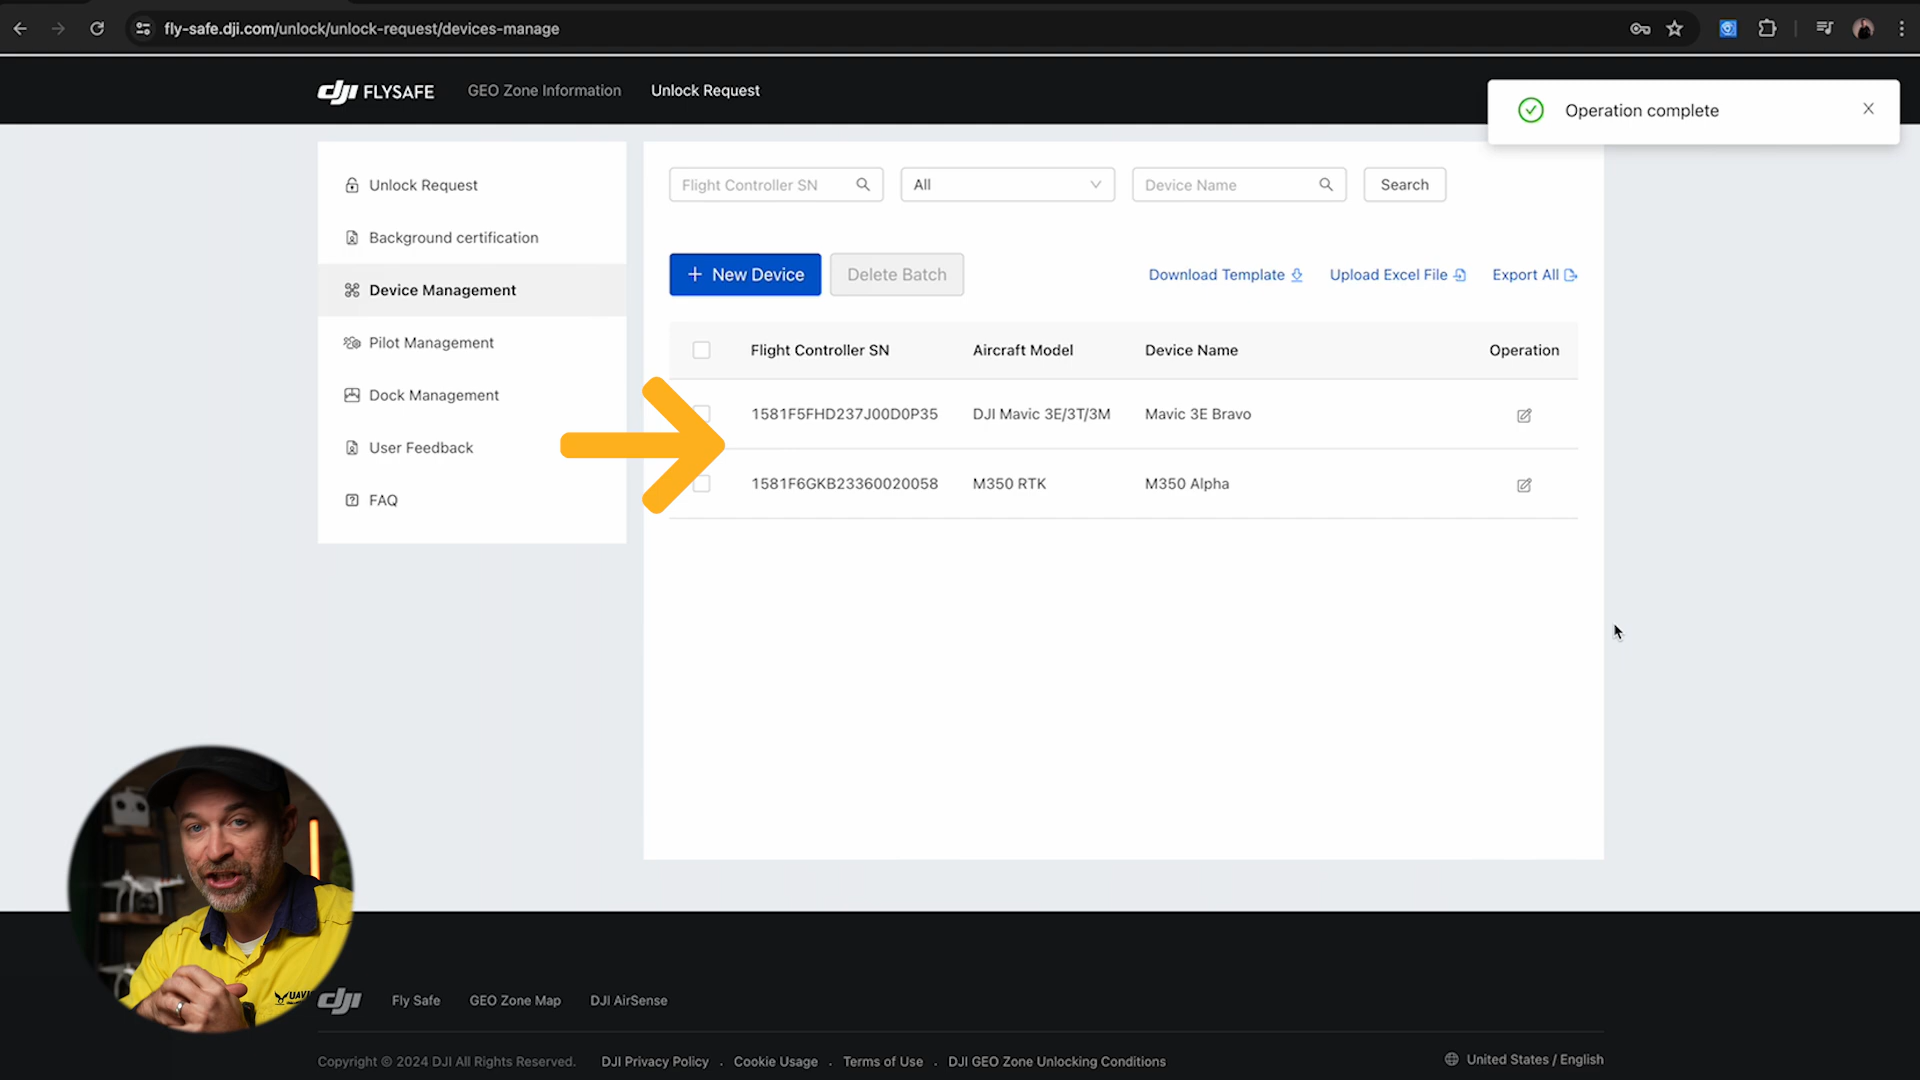 fly-safe.dji.com/unlock/unlock-request/devices-manage
dji FLYSAFE GEO Zone Information Unlock Request
Operation complete
Unlock Request
Background certification
Device Management
Pilot Management
Dock Management
User Feedback
FAQ
Flight Controller SN All Device Name Search
+ New Device Delete Batch Download Template Upload Excel File Export All
Flight Controller SN Aircraft Model Device Name Operation
1581F5FHD237J00D0P35 DJI Mavic 3E/3T/3M Mavic 3E Bravo
1581F6GKB23360020058 M350 RTK M350 Alpha
dji Fly Safe GEO Zone Map DJI AirSense
Copyright © 2024 DJI All Rights Reserved. DJI Privacy Policy . Cookie Usage . Terms of Use . DJI GEO Zone Unlocking Conditions
United States / English